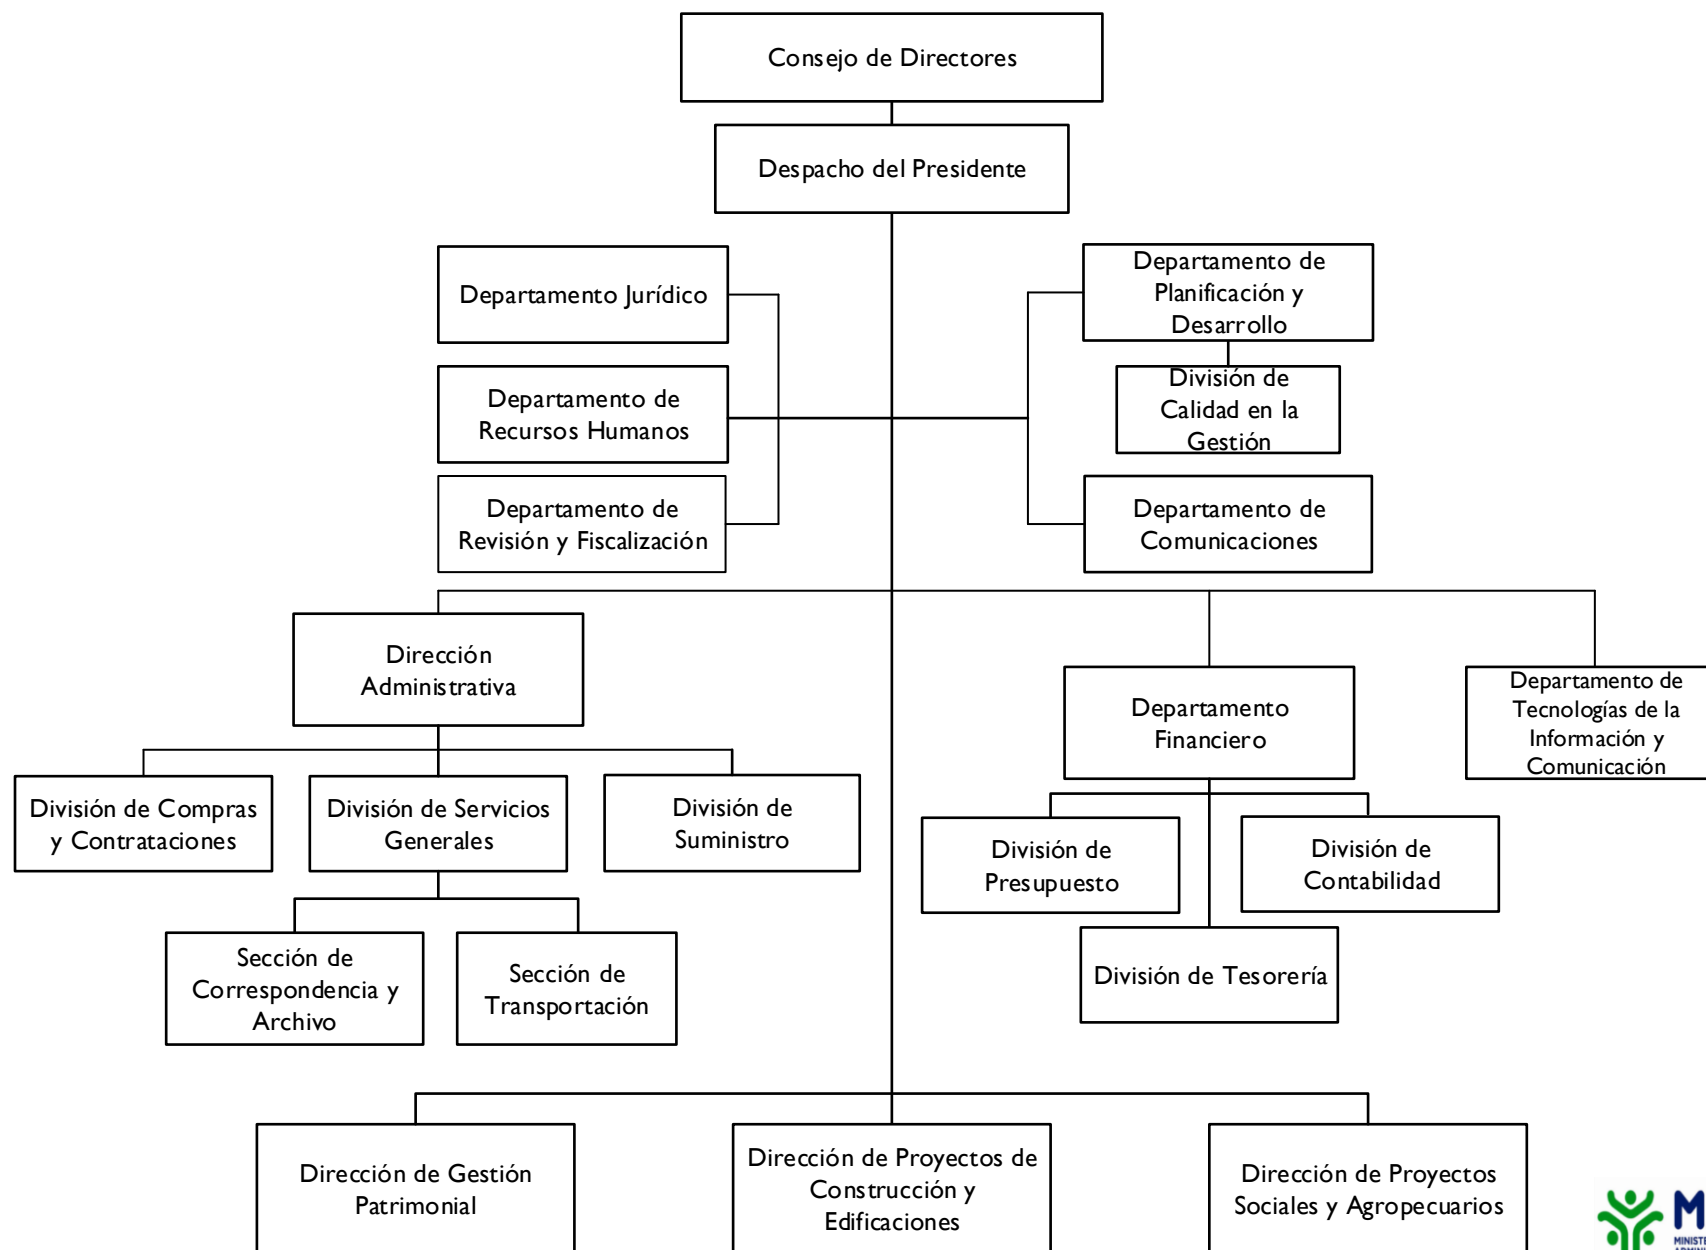 Consejo de Directores
Despacho del Presidente
Departamento Jurídico
Departamento de
Planificación y
Desarrollo
Departamento de
Recursos Humanos
División de
Calidad en la
Gestión
Departamento de
Revisión y Fiscalización
Departamento de
Comunicaciones
Dirección
Administrativa
Departamento
Financiero
Departamento de
Tecnologías de la
Información y
Comunicación
División de Compras
y Contrataciones
División de Servicios
Generales
División de
Suministro
División de
Presupuesto
División de
Contabilidad
Sección de
Correspondencia y
Archivo
Sección de
Transportación
División de Tesorería
Dirección de Gestión
Patrimonial
Dirección de Proyectos de
Construcción y
Edificaciones
Dirección de Proyectos
Sociales y Agropecuarios
M